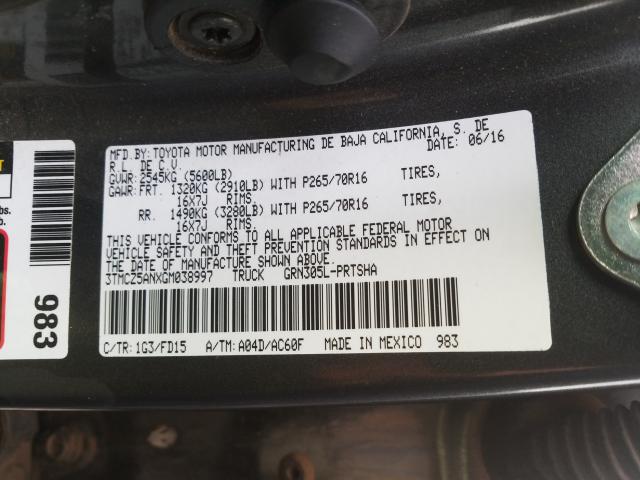 MFD.BY:TOYOTA MOTOR MANUFACTURING DE BAJA CALIFORNIA, S. DE
R L. DE C.V. DATE: 06/16
GVWR: 2545KG (5600LB)
GAWR: FRT. 1320KG (2910LB) WITH P265/70R16 TIRES,
16X7J RIMS.
RR. 1490KG (3280LB) WITH P265/70R16 TIRES,
16X7J RIMS.
THIS VEHICLE CONFORMS TO ALL APPLICABLE FEDERAL MOTOR
VEHICLE SAFETY AND THEFT PREVENTION STANDARDS IN EFFECT ON
THE DATE OF MANUFACTURE SHOWN ABOVE.
3TMCZ5ANXGM038997 TRUCK GRN305L-PRTSHA
C/TR: 1G3/FD15 A/TM: A04D/AC60F MADE IN MEXICO 983
983